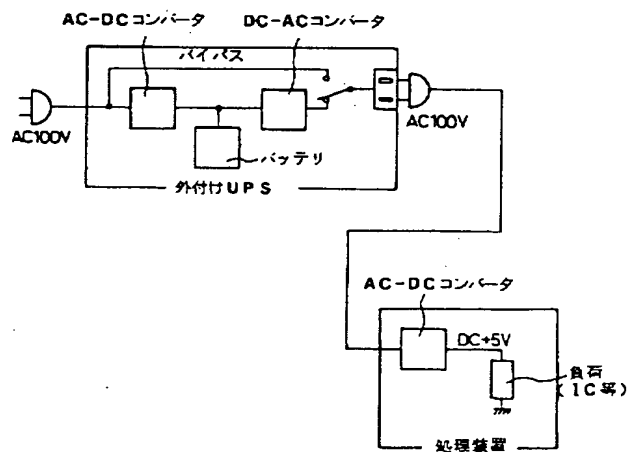 AC-DCコンバータ
DC-ACコンバータ
バイパス
AC100V
AC100V
バッテリ
外付けUPS
AC-DCコンバータ
DC+5V
負荷
(IC等)
処理装置